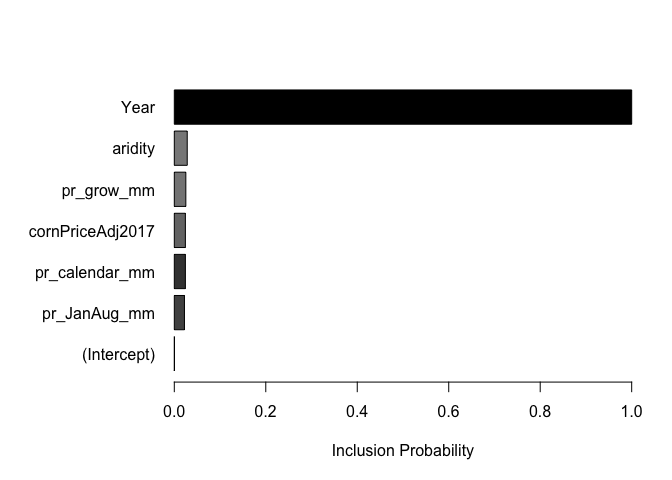 Year
aridity
pr_grow_mm
cornPriceAdj2017
pr_calendar_mm
pr_JanAug_mm
(Intercept)
0.0 0.2 0.4 0.6 0.8 1.0
Inclusion Probability